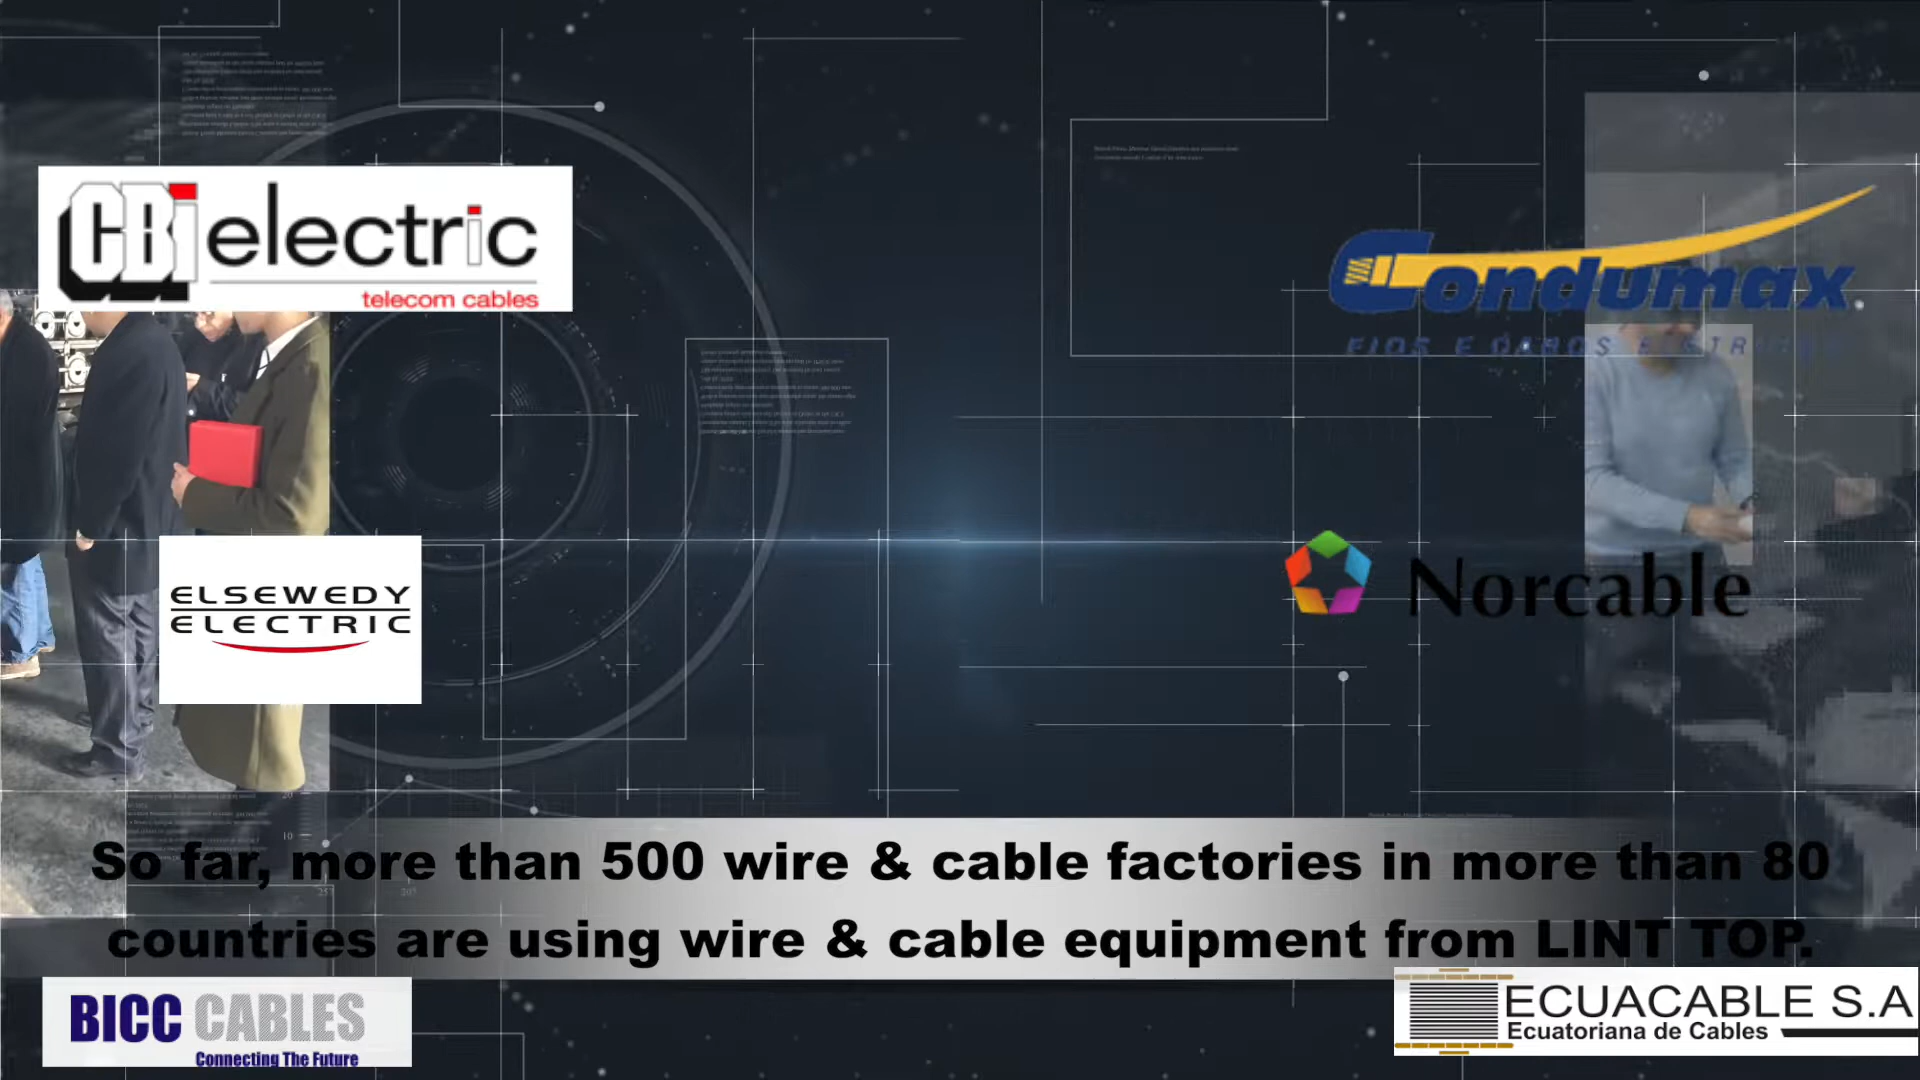 CBi electric
telecom cables
Condumax
FIOS E
ELSEWEDY
ELECTRIC
Norcable
So far, more than 500 wire & cable factories in more than 80
countries are using wire & cable equipment from LINT TOP.
BICC CABLES
Connecting The Future
ECUACABLE S.A
Ecuatoriana de Cables
10